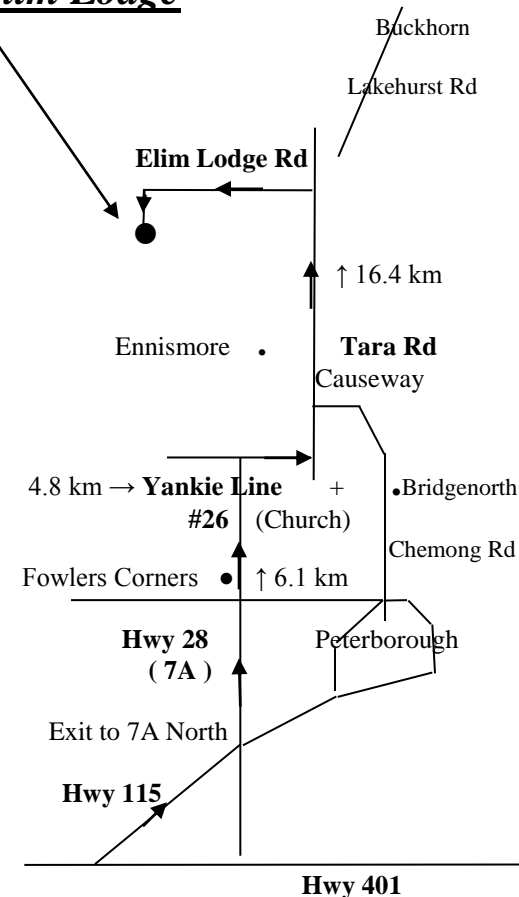 Lodge
Buckhorn
Lakehurst Rd
Elim Lodge Rd
↑ 16.4 km
Ennismore
Tara Rd
Causeway
4.8 km → Yankie Line +
•Bridgenorth
#26 (Church)
Chemong Rd
Fowlers Corners ● ↑ 6.1 km
Hwy 28
( 7A )
Peterborough
Exit to 7A North
Hwy 115
Hwy 401